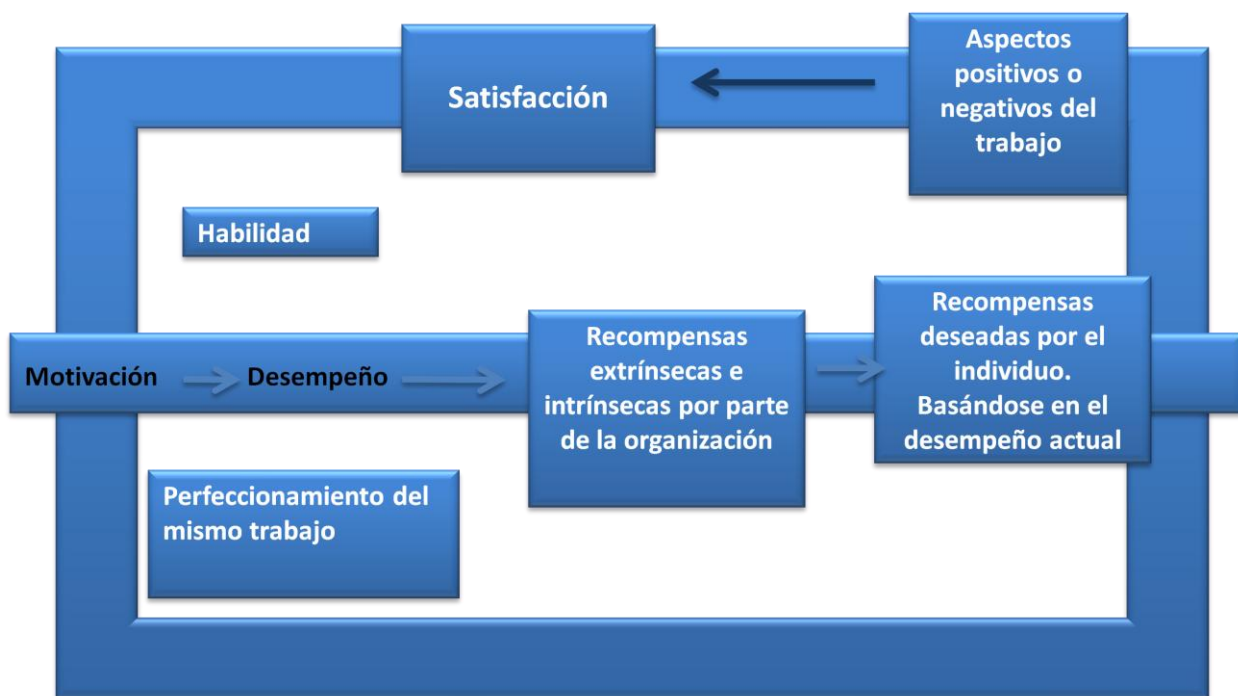 Satisfacción
Aspectos
positivos o
negativos del
trabajo
Habilidad
Motivación
Desempeño
Recompensas
extrínsecas e
intrínsecas por parte
de la organización
Recompensas
deseadas por el
individuo.
Basándose en el
desempeño actual
Perfeccionamiento del
mismo trabajo